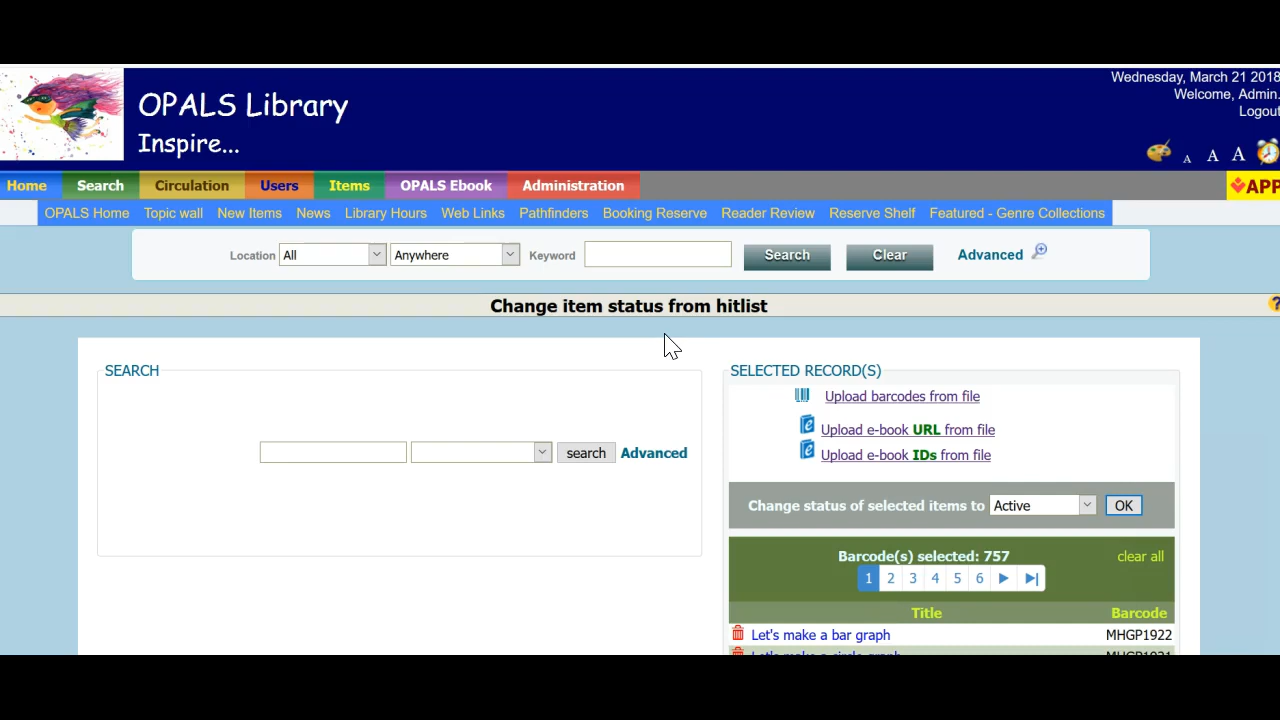 Wednesday, March 21 2018
Welcome, Admin.
Logout
OPALS Library
Inspire...
A A A
Home Search Circulation Users Items OPALS Ebook Administration APP
OPALS Home Topic wall New Items News Library Hours Web Links Pathfinders Booking Reserve Reader Review Reserve Shelf Featured - Genre Collections
Location All Anywhere Keyword Search Clear Advanced
Change item status from hitlist ?
SEARCH
search Advanced
SELECTED RECORD(S)
Upload barcodes from file
Upload e-book URL from file
Upload e-book IDs from file
Change status of selected items to Active OK
Barcode(s) selected: 757 clear all
1 2 3 4 5 6
Title Barcode
Let's make a bar graph MHGP1922
Let's make a circle graph MHGP1921